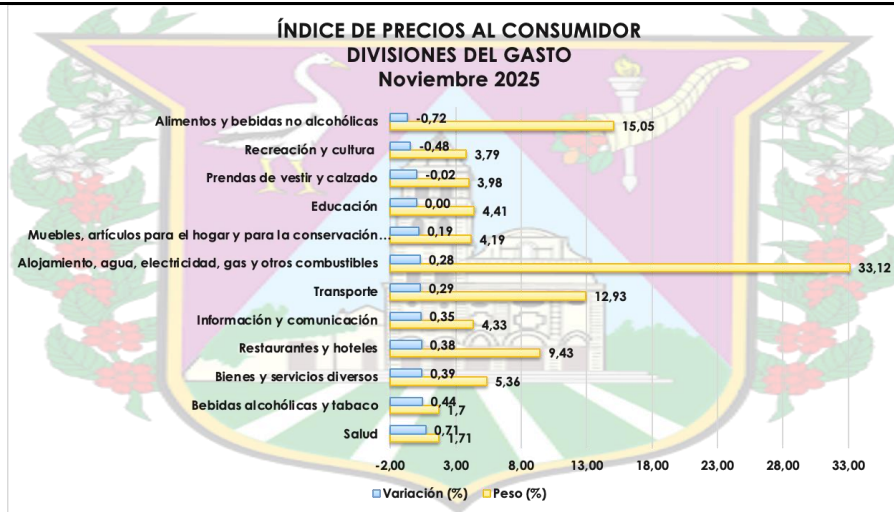 ÍNDICE DE PRECIOS AL CONSUMIDOR
DIVISIONES DEL GASTO
Noviembre 2025
Alimentos y bebidas no alcohólicas -0,72 15,05
Recreación y cultura -0,48 3,79
Prendas de vestir y calzado -0,02 3,98
Educación 0,00 4,41
Muebles, artículos para el hogar y para la conservación... 0,19 4,19
Alojamiento, agua, electricidad, gas y otros combustibles 0,28 33,12
Transporte 0,29 12,93
Información y comunicación 0,35 4,33
Restaurantes y hoteles 0,38 9,43
Bienes y servicios diversos 0,39 5,36
Bebidas alcohólicas y tabaco 0,44 1,7
Salud 0,71 1,71
-2,00 3,00 8,00 13,00 18,00 23,00 28,00 33,00
Variación (%) Peso (%)